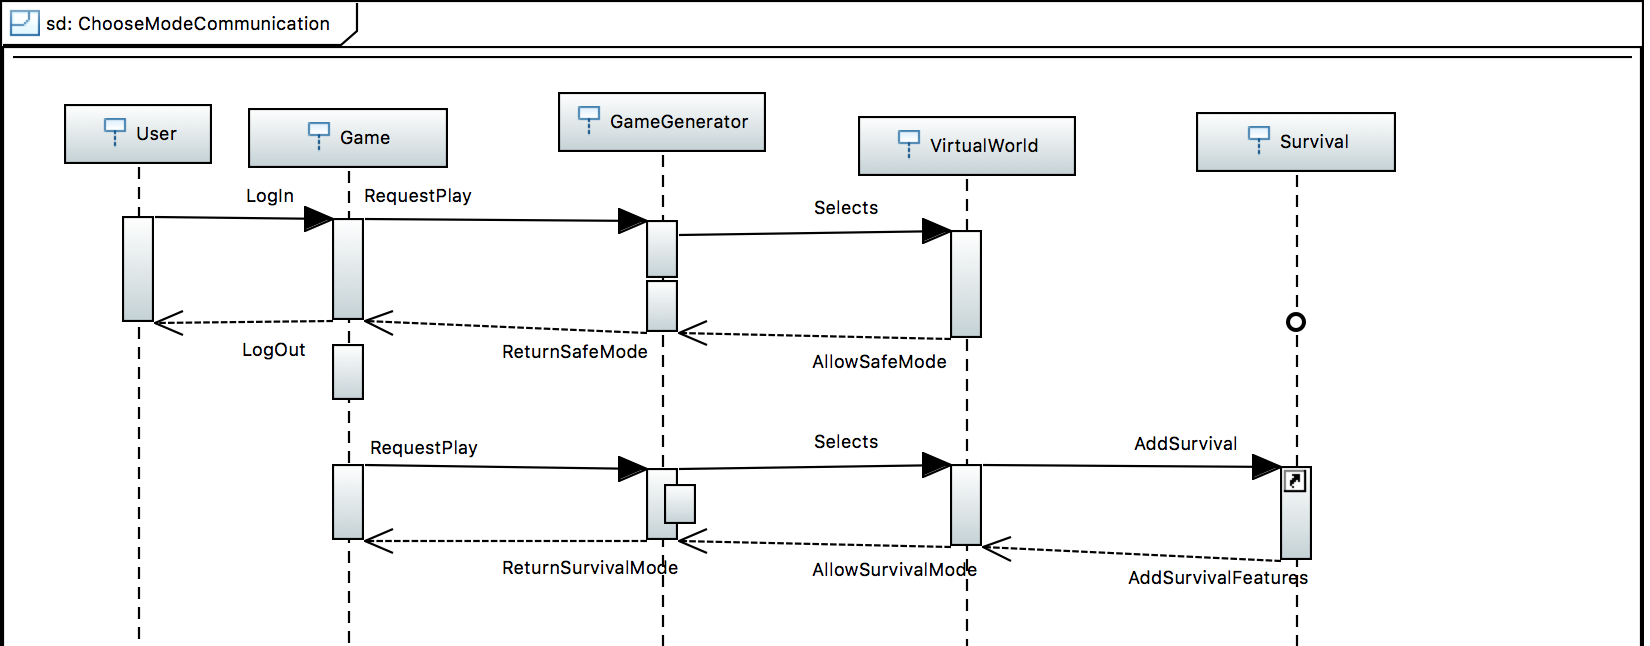 sd: ChooseModeCommunication
User
Game
GameGenerator
VirtualWorld
Survival
LogIn
RequestPlay
Selects
LogOut
ReturnSafeMode
AllowSafeMode
RequestPlay
Selects
AddSurvival
ReturnSurvivalMode
AllowSurvivalMode
AddSurvivalFeatures